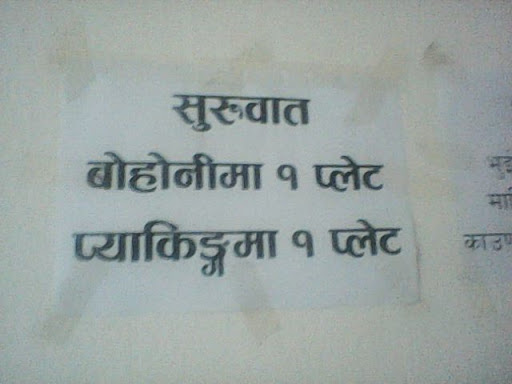 सुरुवात
बोहोनीमा १ प्लेट
प्याकिङ्गमा १ प्लेट